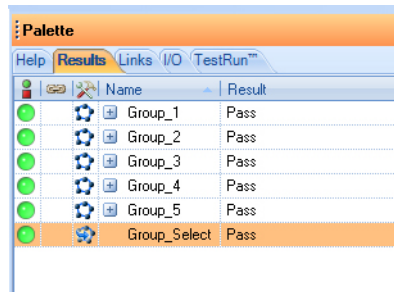 Palette
Help Results Links I/O TestRun™
Name Result
Group_1 Pass
Group_2 Pass
Group_3 Pass
Group_4 Pass
Group_5 Pass
Group_Select Pass